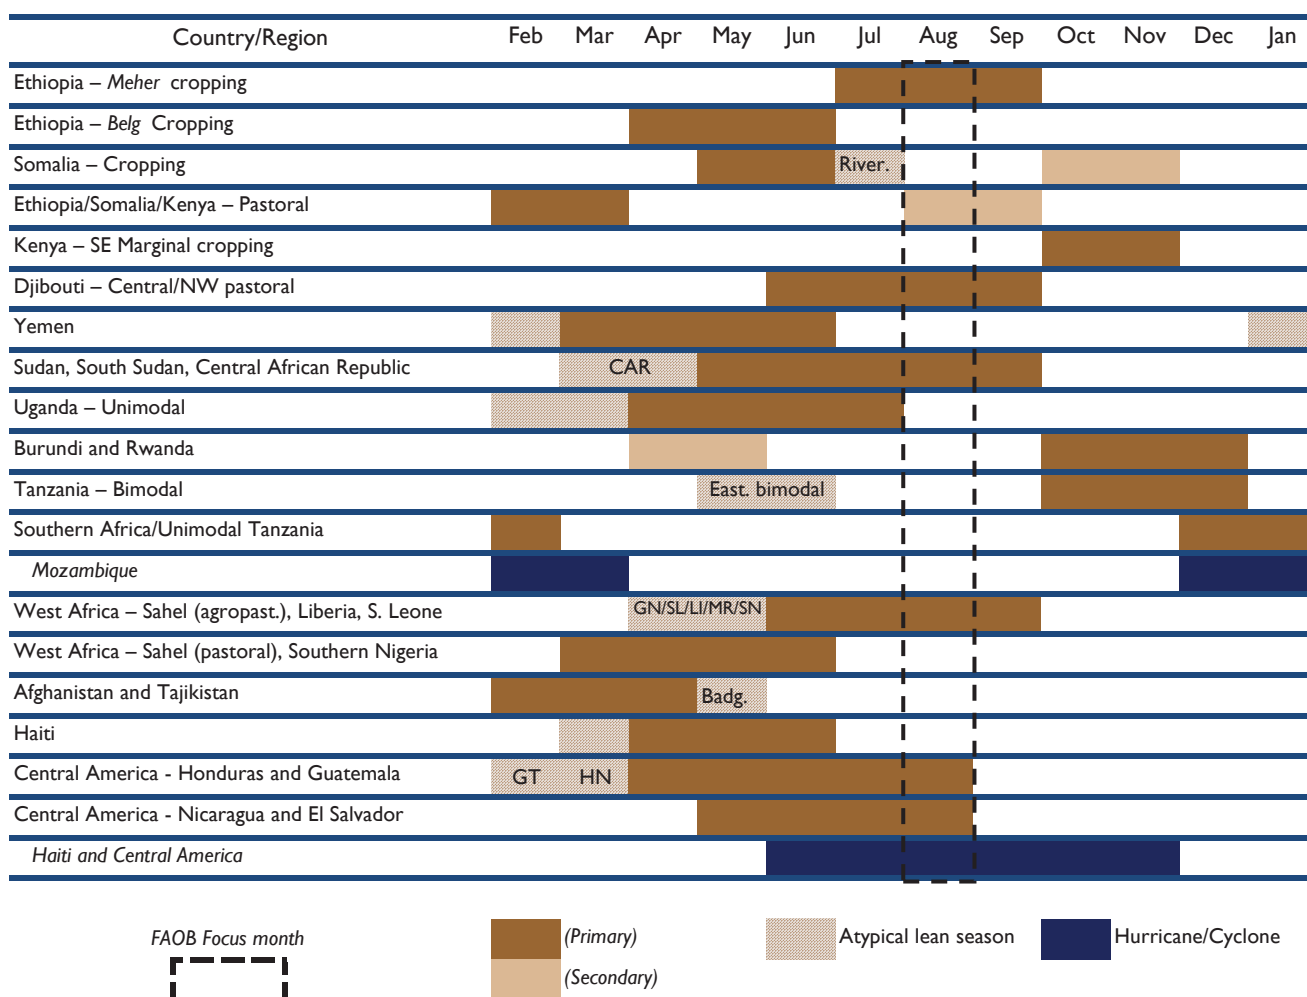 Country/Region Feb Mar Apr May Jun Jul Aug Sep Oct Nov Dec Jan
Ethiopia – Meher cropping
Ethiopia – Belg Cropping
Somalia – Cropping River.
Ethiopia/Somalia/Kenya – Pastoral
Kenya – SE Marginal cropping
Djibouti – Central/NW pastoral
Yemen
Sudan, South Sudan, Central African Republic CAR
Uganda – Unimodal
Burundi and Rwanda
Tanzania – Bimodal East. bimodal
Southern Africa/Unimodal Tanzania
Mozambique
West Africa – Sahel (agropast.), Liberia, S. Leone GN/SL/LI/MR/SN
West Africa – Sahel (pastoral), Southern Nigeria
Afghanistan and Tajikistan Badg.
Haiti
Central America - Honduras and Guatemala GT HN
Central America - Nicaragua and El Salvador
Haiti and Central America
FAOB Focus month (Primary) Atypical lean season Hurricane/Cyclone
(Secondary)